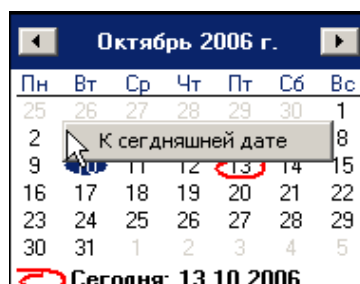 Октябрь 2006 г.
Пн Вт Ср Чт Пт Сб Вс
25 26 27 28 29 30 1
2 К сегдняшней дате 8
9 10 11 12 13 14 15
16 17 18 19 20 21 22
23 24 25 26 27 28 29
30 31 1 2 3 4 5
Сегодня: 13.10.2006